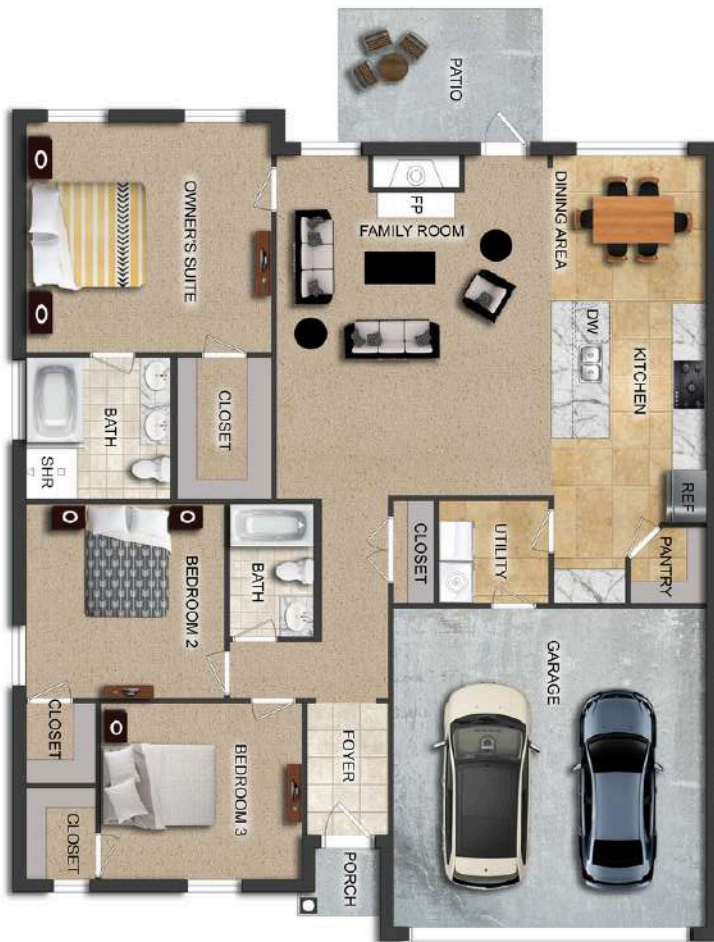 PATIO
OWNER'S SUITE
FP
FAMILY ROOM
DINING AREA
DW
KITCHEN
REF
PANTRY
UTILITY
CLOSET
CLOSET
BATH
SHR
BEDROOM 2
BATH
CLOSET
BEDROOM 3
CLOSET
FOYER
PORCH
GARAGE